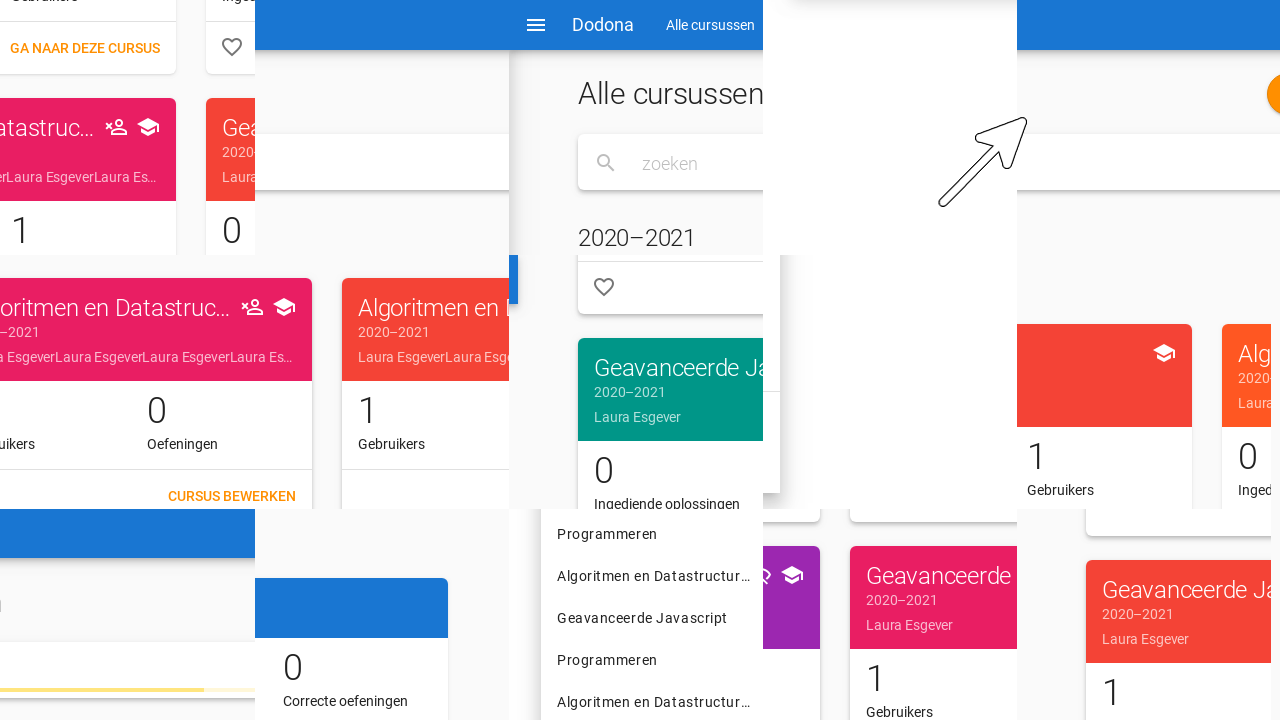 GA NAAR DEZE CURSUS
atastruc...
Gea
2020–
erLaura EsgeverLaura Es...
Laura
1
0
Dodona
Alle cursussen
Alle cursussen
zoeken
2020–2021
oritmen en Datastruc...
–2021
a EsgeverLaura EsgeverLaura EsgeverLaura Es...
0
uikers
Oefeningen
CURSUS BEWERKEN
Algoritmen en
2020–2021
Laura EsgeverLaura Esge
1
Gebruikers
Geavanceerde Ja
2020–2021
Laura Esgever
0
Ingediende oplossingen
1
Gebruikers
Alg
2020–
Laura
0
Inged
0
Correcte oefeningen
Programmeren
Algoritmen en Datastructur...
Geavanceerde Javascript
Programmeren
Algoritmen en Datastructur...
Geavanceerde
2020–2021
Laura Esgever
1
Gebruikers
Geavanceerde Ja
2020–2021
Laura Esgever
1